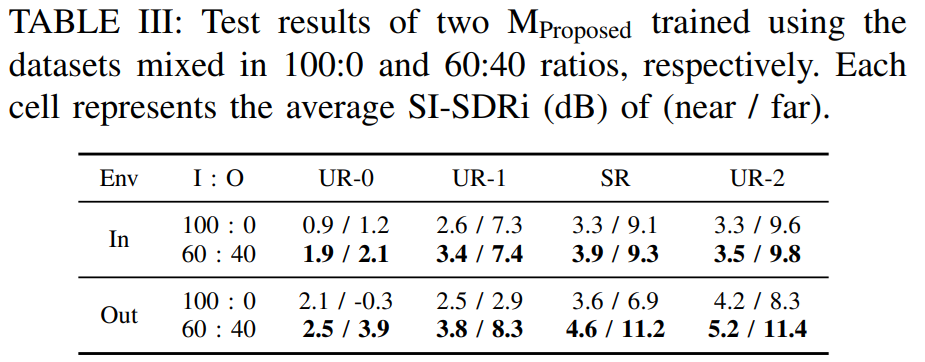 TABLE III: Test results of two MProposed trained using the
datasets mixed in 100:0 and 60:40 ratios, respectively. Each
cell represents the average SI-SDRi (dB) of (near / far).
Env I : O UR-0 UR-1 SR UR-2
In 100 : 0 0.9 / 1.2 2.6 / 7.3 3.3 / 9.1 3.3 / 9.6
60 : 40 1.9 / 2.1 3.4 / 7.4 3.9 / 9.3 3.5 / 9.8
Out 100 : 0 2.1 / -0.3 2.5 / 2.9 3.6 / 6.9 4.2 / 8.3
60 : 40 2.5 / 3.9 3.8 / 8.3 4.6 / 11.2 5.2 / 11.4